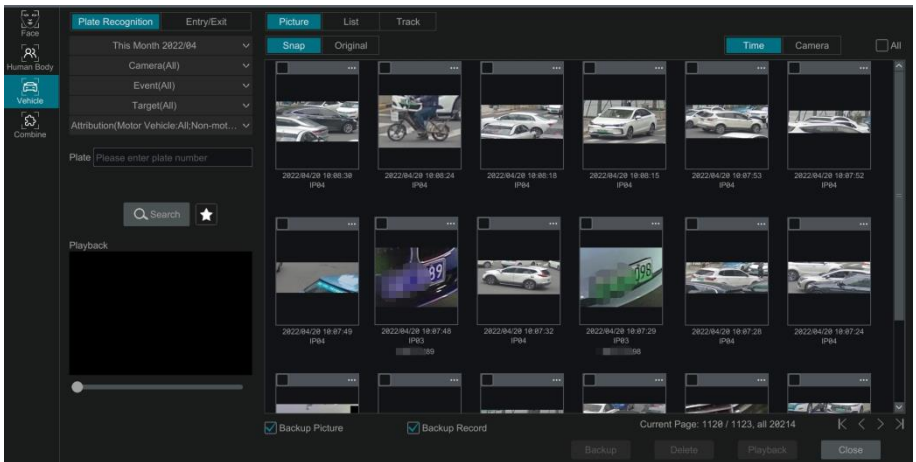 Face
Human Body
Vehicle
Combine
Plate Recognition
Entry/Exit
This Month 2022/04
Camera(All)
Event(All)
Target(All)
Attribution(Motor Vehicle:All;Non-mot...
Plate
Please enter plate number
Search
Playback
Picture
List
Track
Snap
Original
Time
Camera
All
2022/04/20 10:08:30
IP04
2022/04/20 10:08:24
IP04
2022/04/20 10:08:18
IP04
2022/04/20 10:08:15
IP04
2022/04/20 10:07:53
IP04
2022/04/20 10:07:52
IP04
89
J98
2022/04/20 10:07:49
IP04
2022/04/20 10:07:48
IP03
:89
2022/04/20 10:07:32
IP04
2022/04/20 10:07:29
IP03
98
2022/04/20 10:07:28
IP04
2022/04/20 10:07:24
IP04
Backup Picture
Backup Record
Current Page: 1120 / 1123, all 20214
Backup
Delete
Playback
Close